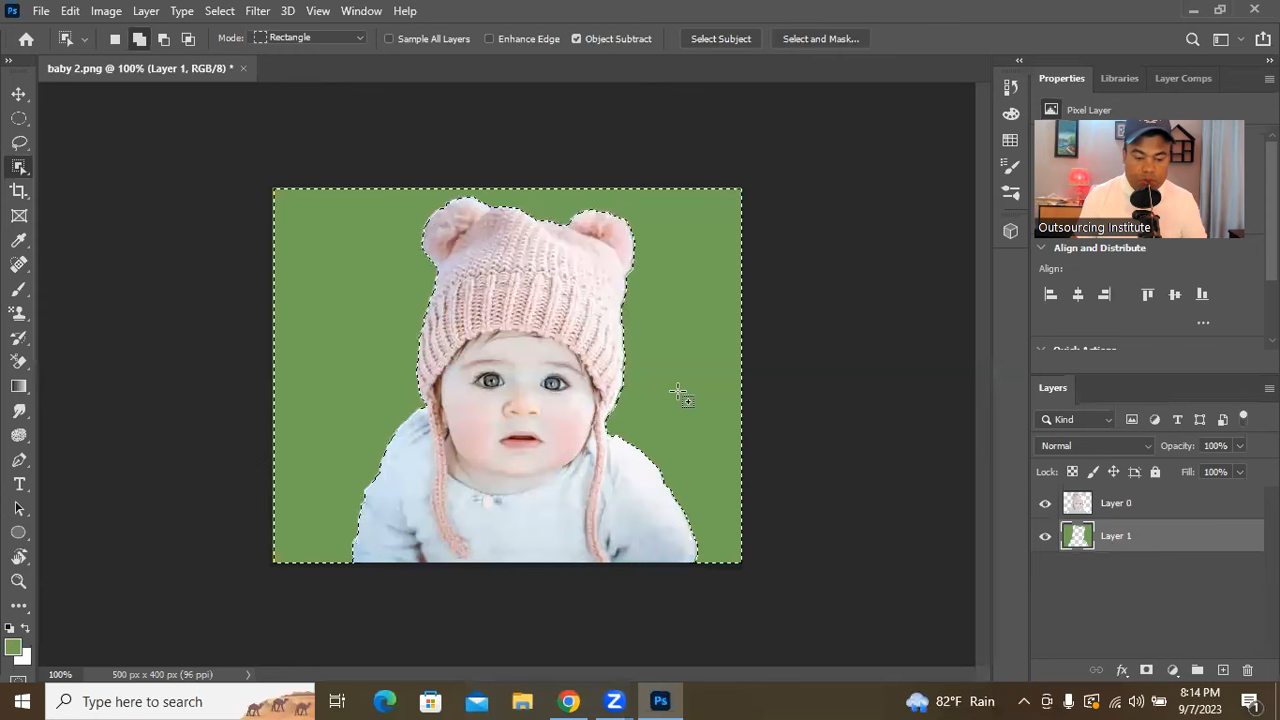 Ps File Edit Image Layer Type Select Filter 3D View Window Help
Mode: Rectangle Sample All Layers Enhance Edge Object Subtract Select Subject Select and Mask...
baby 2.png @ 100% (Layer 1, RGB/8) * ×
Properties Libraries Layer Comps
Pixel Layer
Outsourcing Institute
Align and Distribute
Align:
...
Quick Actions
Layers
Kind
Normal Opacity: 100%
Lock: Fill: 100%
Layer 0
Layer 1
100% 500 px x 400 px (96 ppi)
Type here to search
Ps
82°F Rain
8:14 PM
9/7/2023
1